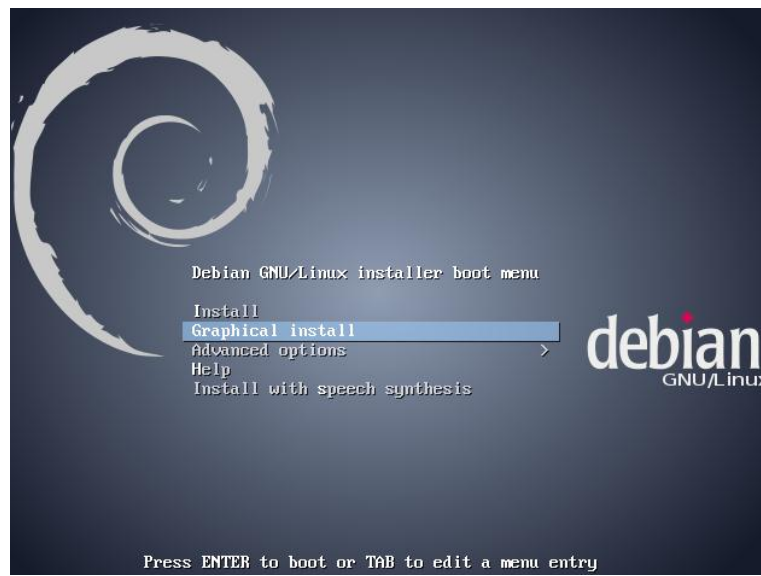 Debian GNU/Linux installer boot menu
Install
Graphical install
Advanced options >
Help
Install with speech synthesis
debian
GNU/Linu
Press ENTER to boot or TAB to edit a menu entry